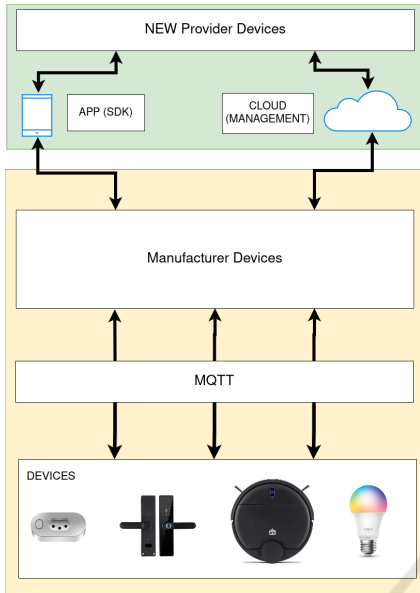 NEW Provider Devices
APP (SDK)
CLOUD
(MANAGEMENT)
Manufacturer Devices
MQTT
DEVICES